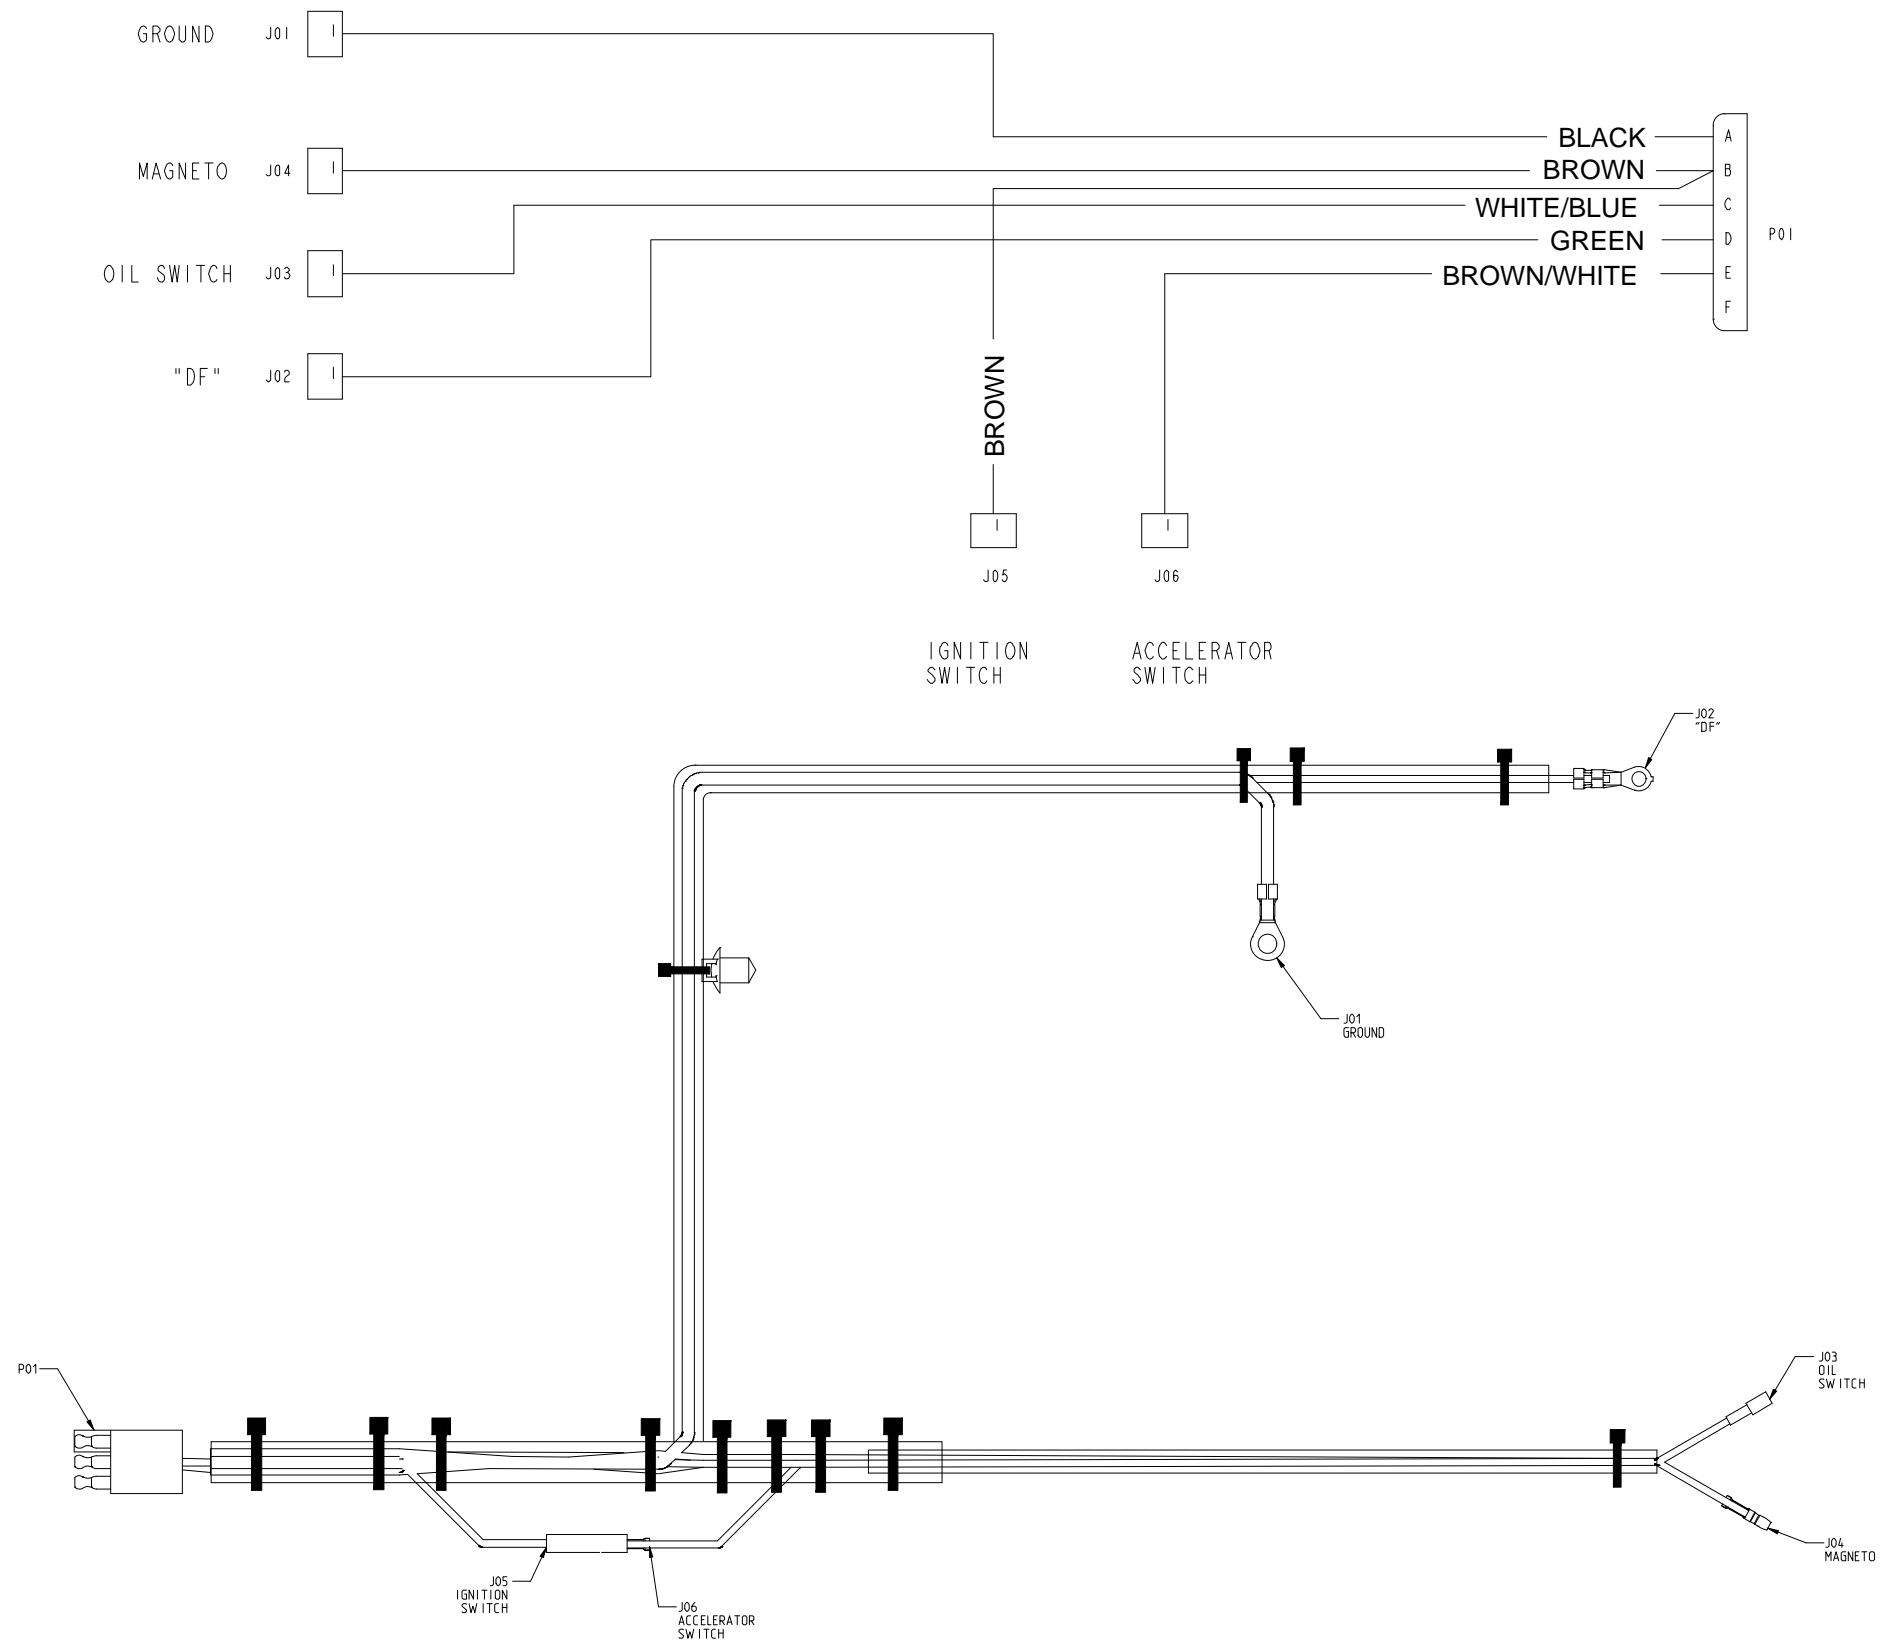 GROUND J01 1
BLACK A
MAGNETO J04 1
BROWN B
WHITE/BLUE C
GREEN D
P01
OIL SWITCH J03 1
BROWN/WHITE E
F
"DF" J02 1
BROWN
1 1
J05 J06
IGNITION
SWITCH
ACCELERATOR
SWITCH
J02
"DF"
J01
GROUND
P01
J03
OIL
SWITCH
J04
MAGNETO
J05
IGNITION
SWITCH
J06
ACCELERATOR
SWITCH